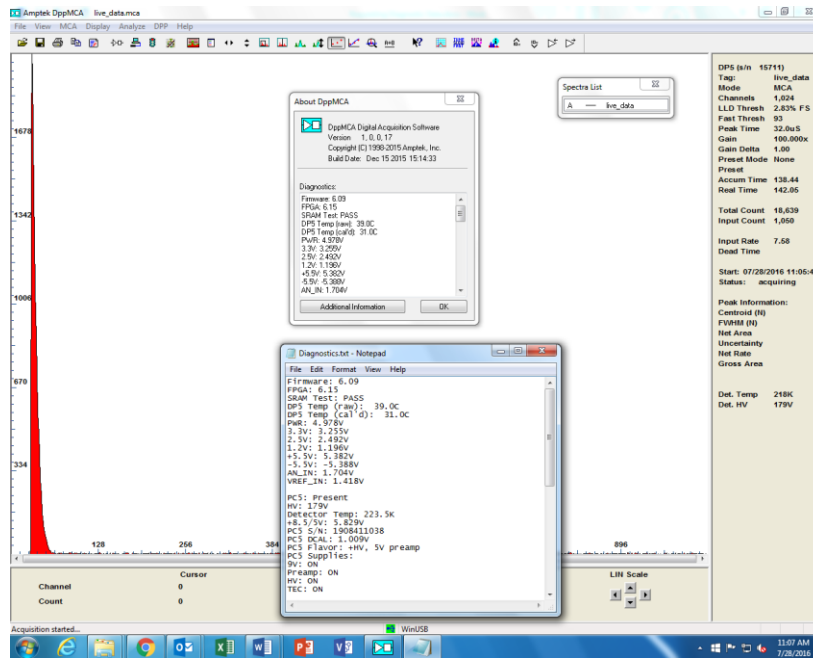 Amptek DppMCA live_data.mca
File View MCA Display Analyze DPP Help
1678
1342
1006
670
334
128
256
384
896
About DppMCA
DppMCA Digital Acquisition Software
Version 1, 0, 0, 17
Copyright (C) 1998-2015 Amptek, Inc.
Build Date: Dec 15 2015 15:14:33
Diagnostics:
Firmware: 6.09
FPGA: 6.15
SRAM Test: PASS
DP5 Temp (raw): 39.0C
DP5 Temp (cal'd): 31.0C
PWR: 4.978V
3.3V: 3.255V
2.5V: 2.492V
1.2V: 1.196V
+5.5V: 5.382V
-5.5V: -5.388V
AN_IN: 1.704V
Additional Information
OK
Spectra List
A — live_data
Diagnostics.txt - Notepad
File Edit Format View Help
Firmware: 6.09
FPGA: 6.15
SRAM Test: PASS
DP5 Temp (raw): 39.0C
DP5 Temp (cal'd): 31.0C
PWR: 4.978V
3.3V: 3.255V
2.5V: 2.492V
1.2V: 1.196V
+5.5V: 5.382V
-5.5V: -5.388V
AN_IN: 1.704V
VREF_IN: 1.418V
PC5: Present
HV: 179V
Detector Temp: 223.5K
+8.5/5V: 5.829V
PC5 S/N: 1908411038
PC5 DCAL: 1.009V
PC5 Flavor: +HV, 5V preamp
PC5 Supplies:
9V: ON
Preamp: ON
HV: ON
TEC: ON
DP5 (s/n 15711)
Tag: live_data
Mode MCA
Channels 1,024
LLD Thresh 2.83% FS
Fast Thresh 93
Peak Time 32.0uS
Gain 100.000x
Gain Delta 1.00
Preset Mode None
Preset
Accum Time 138.44
Real Time 142.05
Total Count 18,639
Input Count 1,050
Input Rate 7.58
Dead Time
Start: 07/28/2016 11:05:4
Status: acquiring
Peak Information:
Centroid (N)
FWHM (N)
Net Area
Uncertainty
Net Rate
Gross Area
Det. Temp 218K
Det. HV 179V
Cursor
Channel 0
Count 0
LIN Scale
Acquisition started...
WinUSB
11:07 AM
7/28/2016